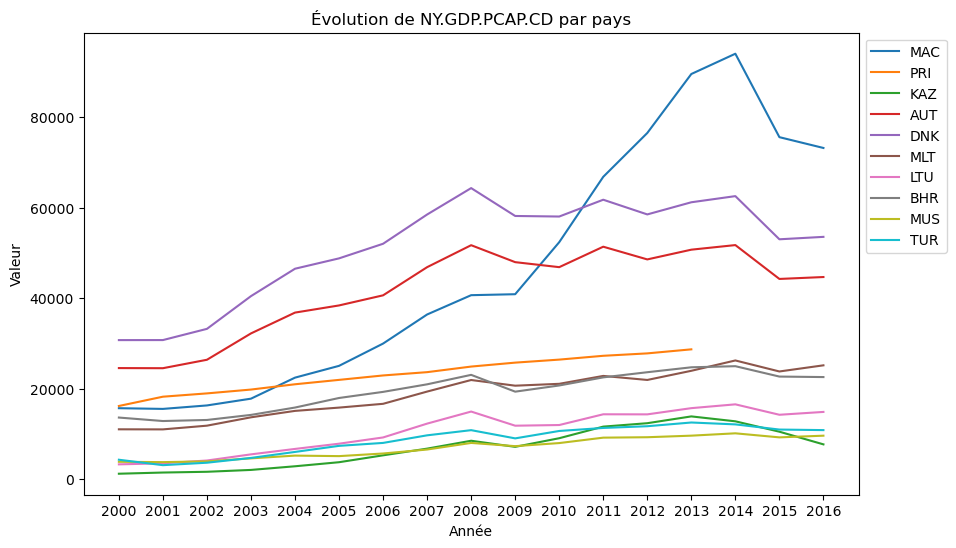 Évolution de NY.GDP.PCAP.CD par pays
Valeur
80000
60000
40000
20000
0
2000 2001 2002 2003 2004 2005 2006 2007 2008 2009 2010 2011 2012 2013 2014 2015 2016
Année
MAC
PRI
KAZ
AUT
DNK
MLT
LTU
BHR
MUS
TUR